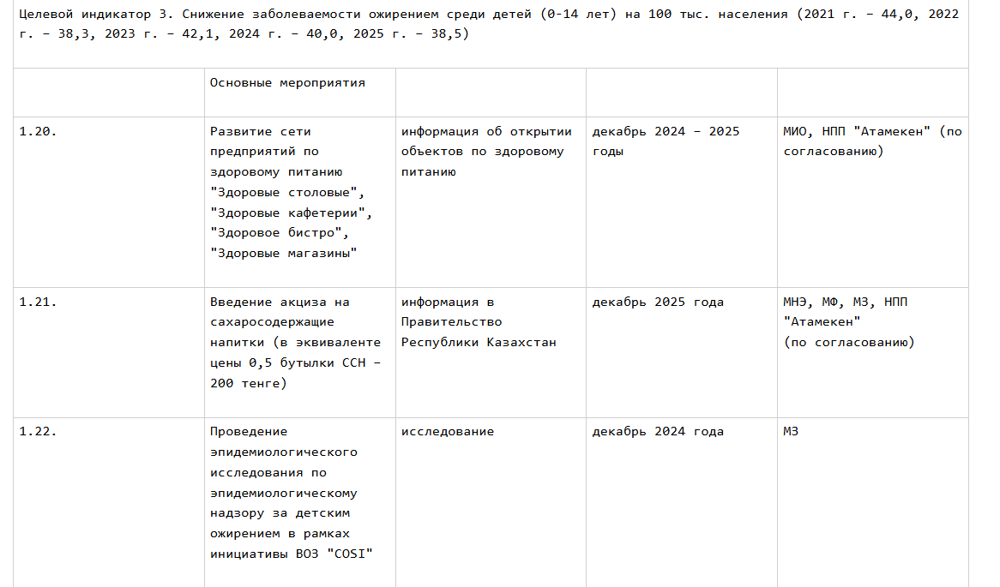 Целевой индикатор 3. Снижение заболеваемости ожирением среди детей (0-14 лет) на 100 тыс. населения (2021 г. – 44,0, 2022
г. – 38,3, 2023 г. – 42,1, 2024 г. – 40,0, 2025 г. – 38,5)
Основные мероприятия
1.20.
Развитие сети
предприятий по
здоровому питанию
"Здоровые столовые",
"Здоровые кафетерии",
"Здоровое бистро",
"Здоровые магазины"
информация об открытии
объектов по здоровому
питанию
декабрь 2024 – 2025
годы
МИО, НПП "Атамекен" (по
согласованию)
1.21.
Введение акциза на
сахаросодержащие
напитки (в эквиваленте
цены 0,5 бутылки ССН –
200 тенге)
информация в
Правительство
Республики Казахстан
декабрь 2025 года
МНЭ, МФ, МЗ, НПП
"Атамекен"
(по согласованию)
1.22.
Проведение
эпидемиологического
исследования по
эпидемиологическому
надзору за детским
ожирением в рамках
инициативы ВОЗ "COSI"
исследование
декабрь 2024 года
МЗ